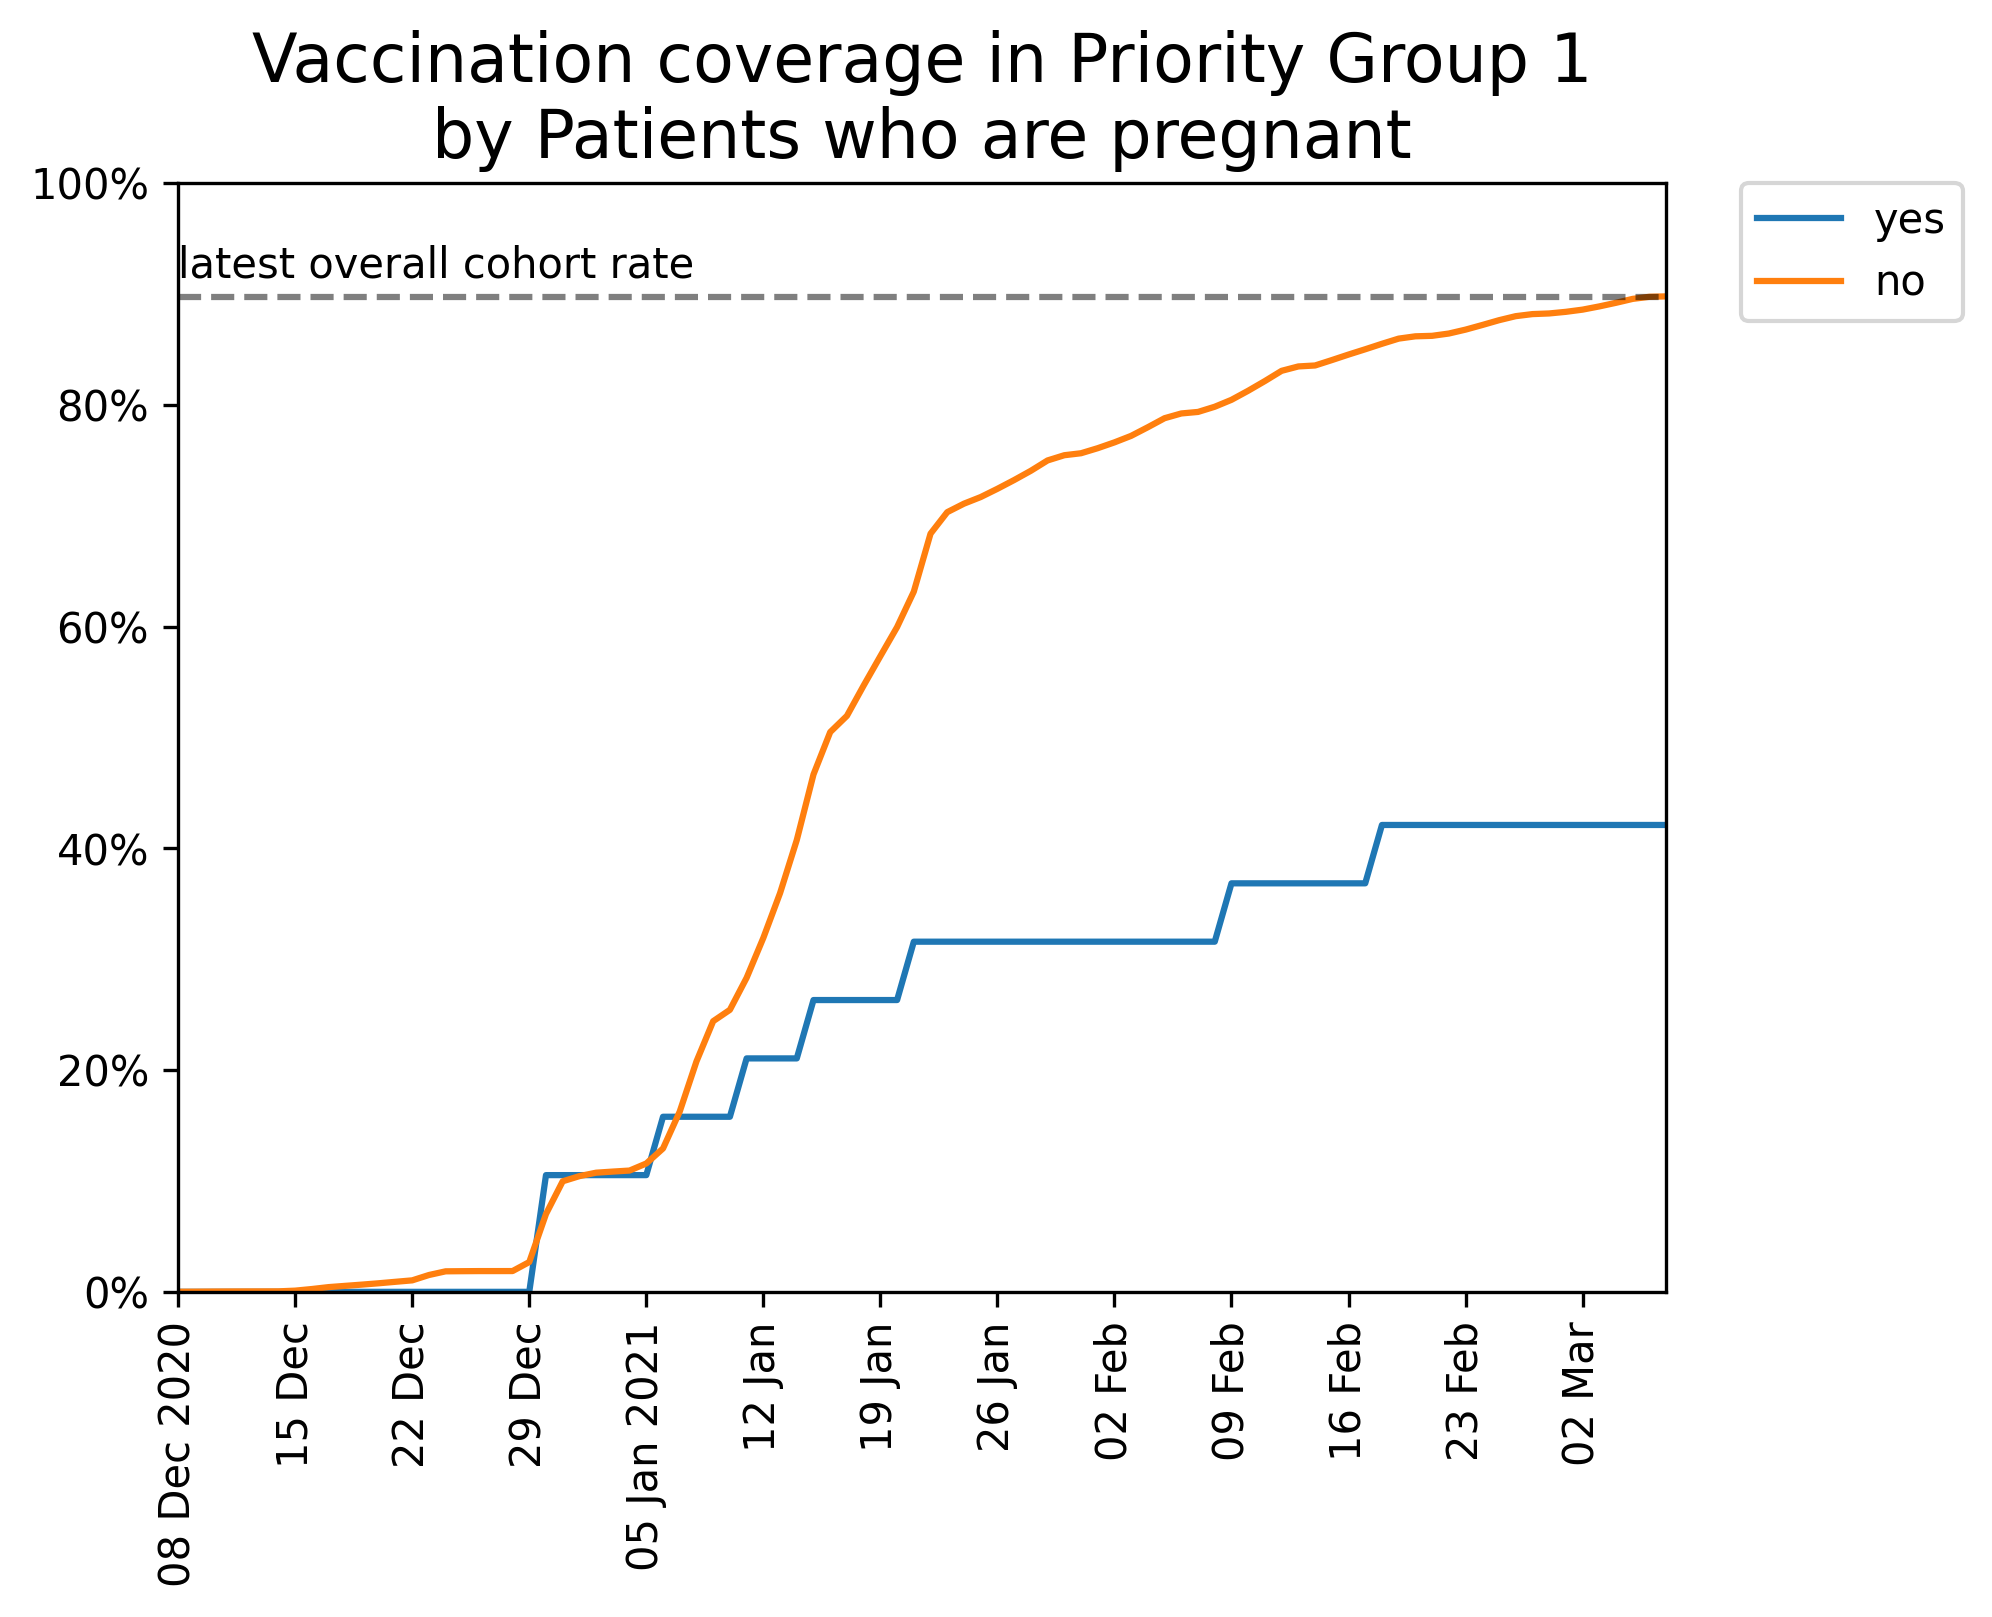 Vaccination coverage in Priority Group 1
by Patients who are pregnant
100%
80%
60%
40%
20%
0%
latest overall cohort rate
yes
no
08 Dec 2020
15 Dec
22 Dec
29 Dec
05 Jan 2021
12 Jan
19 Jan
26 Jan
02 Feb
09 Feb
16 Feb
23 Feb
02 Mar